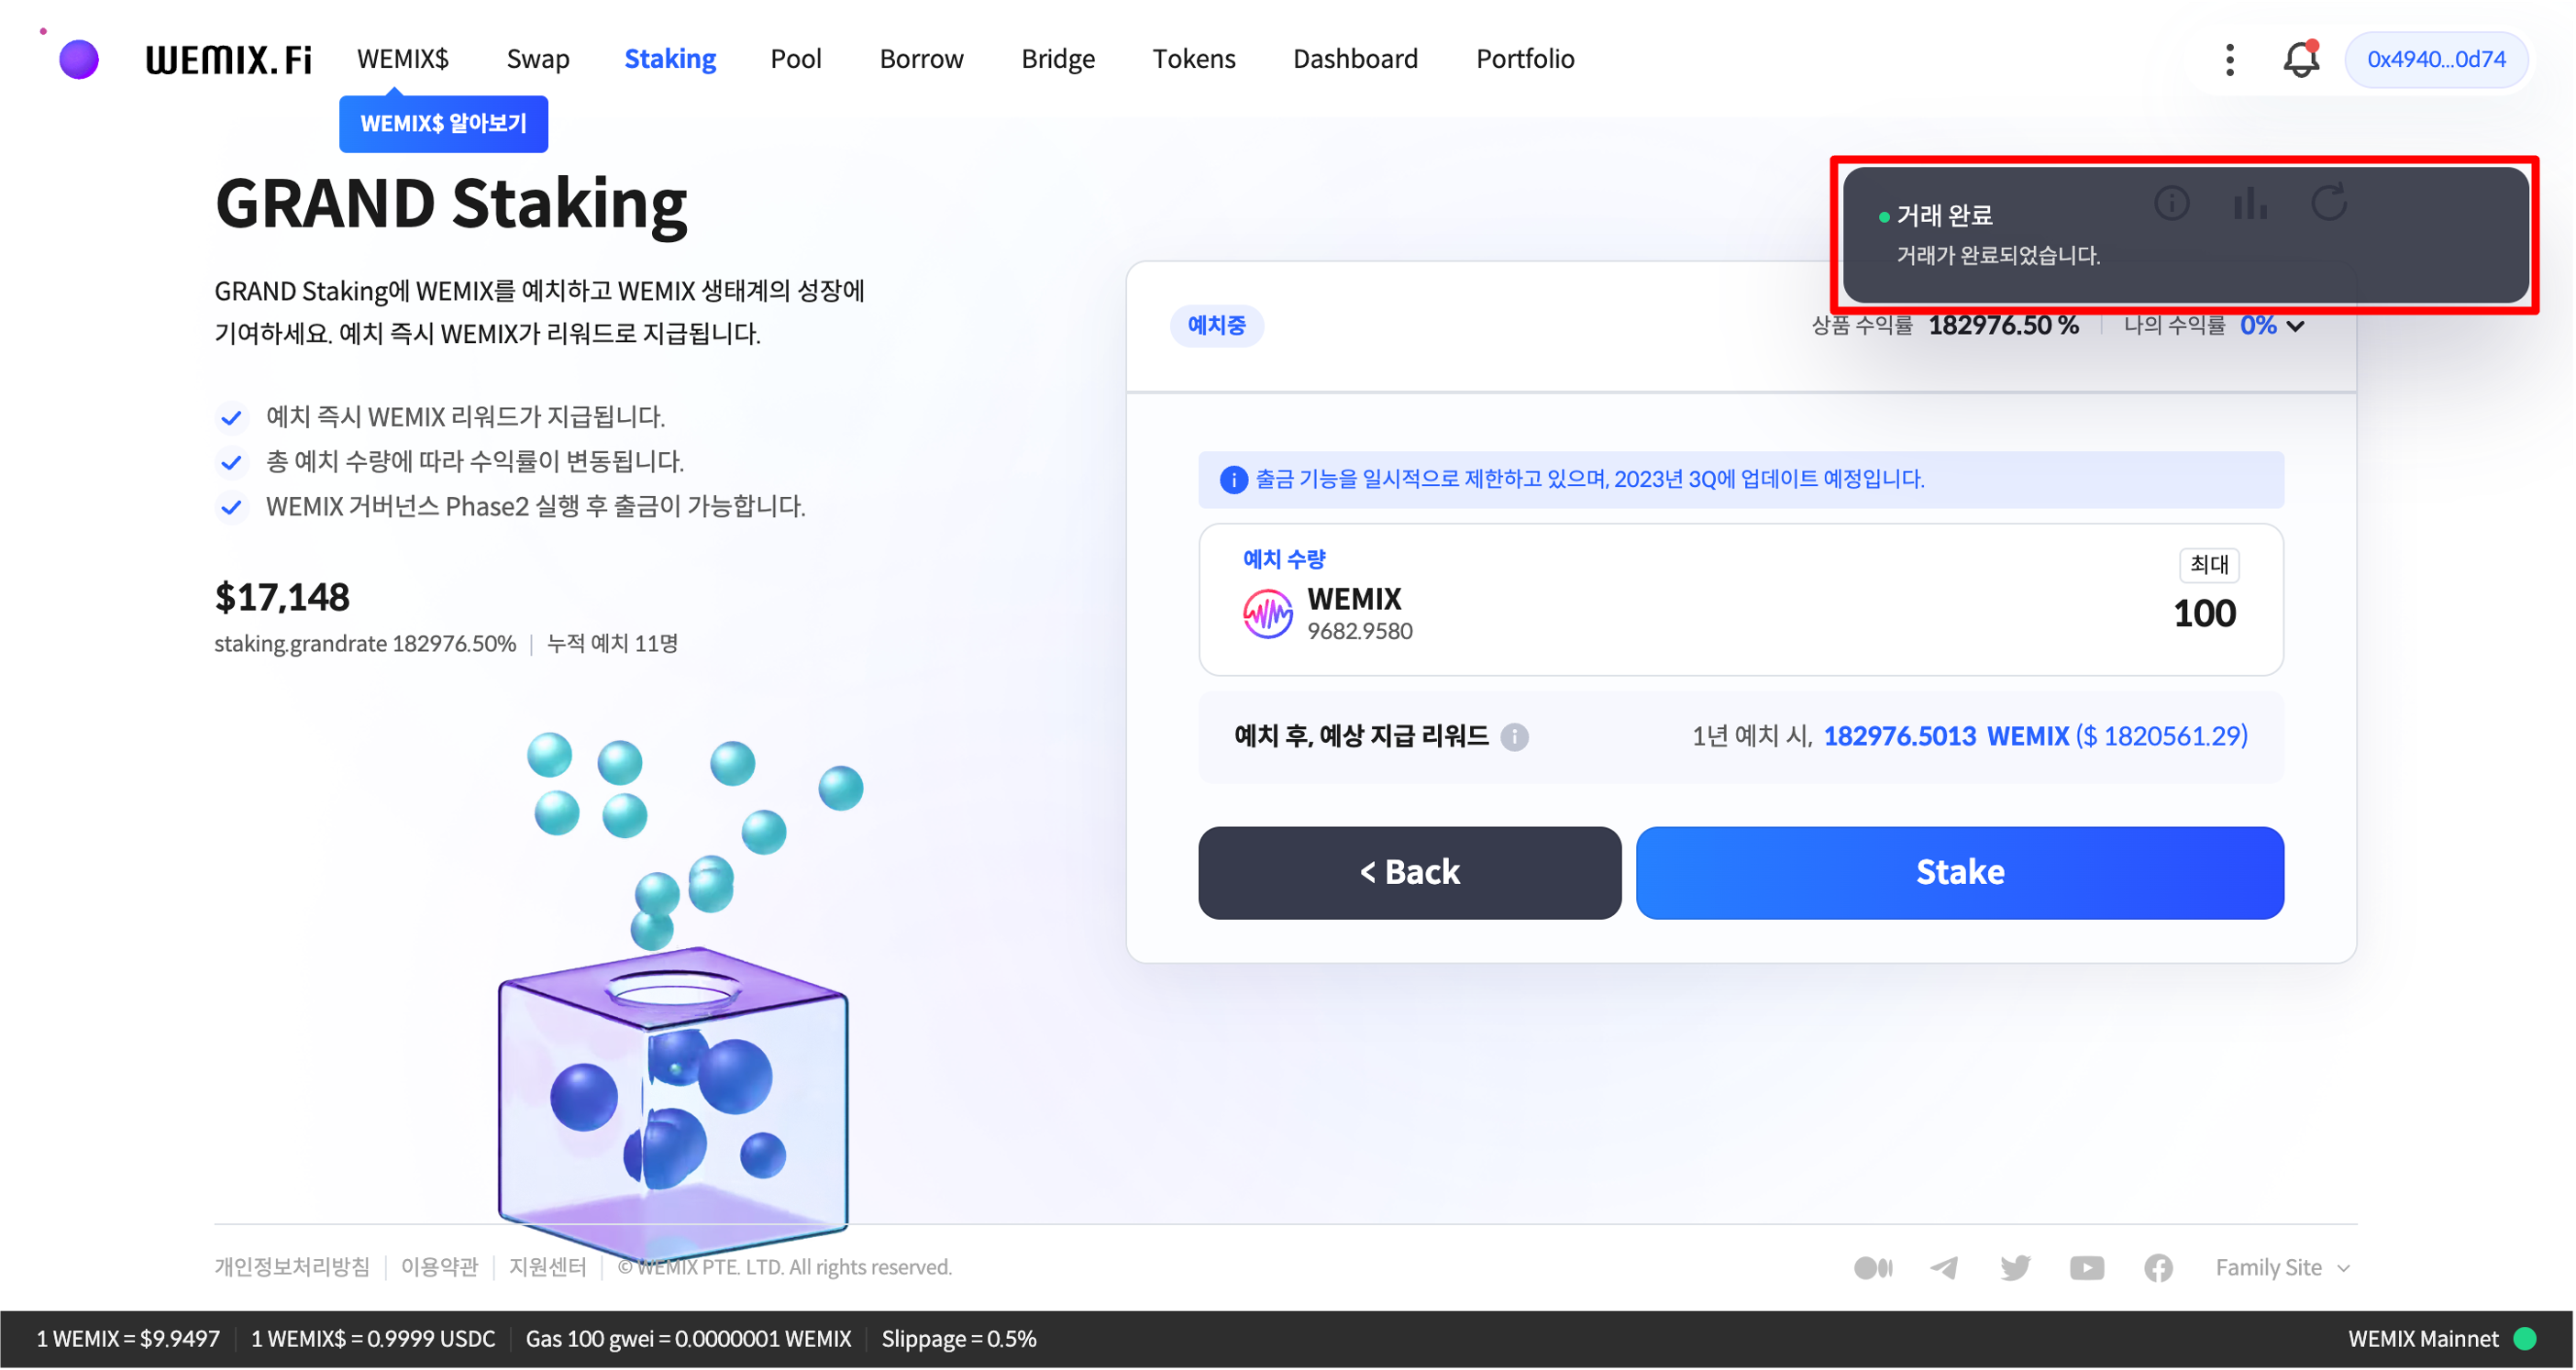 WEMIX.Fi
WEMIX$ Swap Staking Pool Borrow Bridge Tokens Dashboard Portfolio
0x4940...0d74
WEMIX$ 알아보기
GRAND Staking
GRAND Staking에 WEMIX를 예치하고 WEMIX 생태계의 성장에
기여하세요. 예치 즉시 WEMIX가 리워드로 지급됩니다.
예치 즉시 WEMIX 리워드가 지급됩니다.
총 예치 수량에 따라 수익률이 변동됩니다.
WEMIX 거버넌스 Phase2 실행 후 출금이 가능합니다.
$17,148
staking.grandrate 182976.50% 누적 예치 11명
거래 완료
거래가 완료되었습니다.
예치중
상품 수익률 182976.50 % 나의 수익률 0%
출금 기능을 일시적으로 제한하고 있으며, 2023년 3Q에 업데이트 예정입니다.
예치 수량
최대
WEMIX
9682.9580
100
예치 후, 예상 지급 리워드
1년 예치 시, 182976.5013 WEMIX ($ 1820561.29)
< Back
Stake
개인정보처리방침 이용약관 지원센터 © WEMIX PTE. LTD. All rights reserved.
Family Site
1 WEMIX = $9.9497 1 WEMIX$ = 0.9999 USDC Gas 100 gwei = 0.0000001 WEMIX Slippage = 0.5%
WEMIX Mainnet